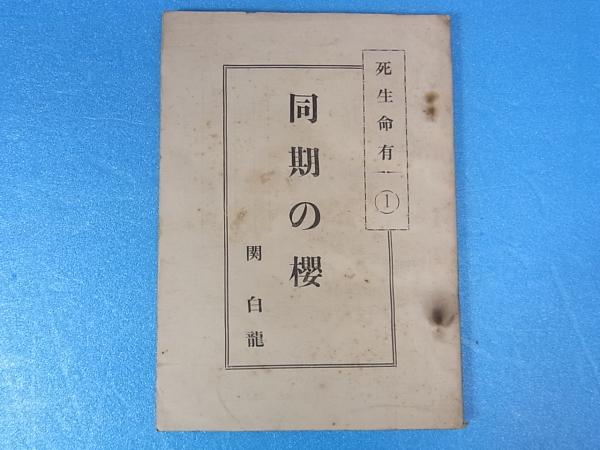 死生命有 ①
同期の櫻
関白龍